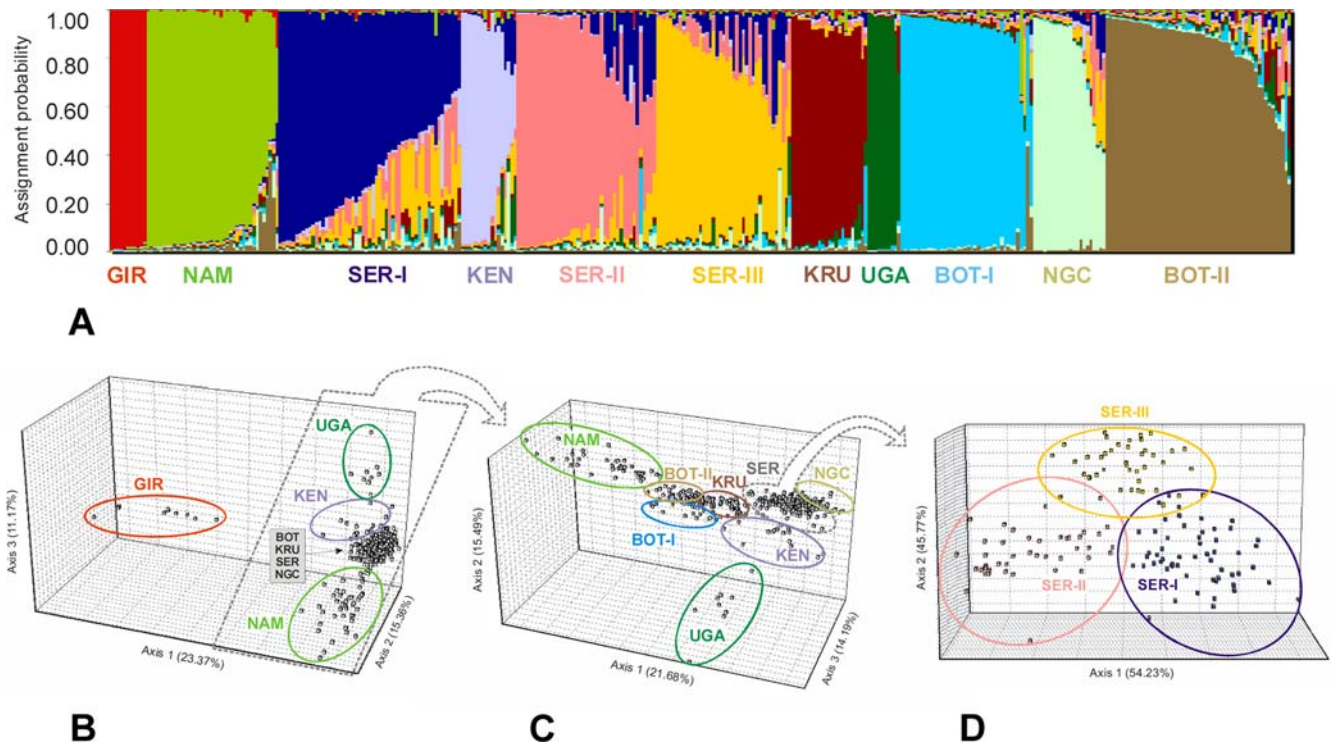 1.00
0.80
0.60
0.40
0.20
0.00
Assignment probability
GIR NAM SER-I KEN SER-II SER-III KRU UGA BOT-I NGC BOT-II
A
UGA
GIR
KEN
BOT
KRU
SER
NGC
NAM
Axis 3 (11.17%)
Axis 1 (23.37%)
Axis 2 (15.36%)
B
NAM
BOT-II
KRU
SER
NGC
BOT-I
KEN
UGA
Axis 2 (15.49%)
Axis 1 (21.68%)
Axis 3 (14.19%)
C
SER-III
SER-II
SER-I
Axis 2 (45.77%)
Axis 1 (54.23%)
D